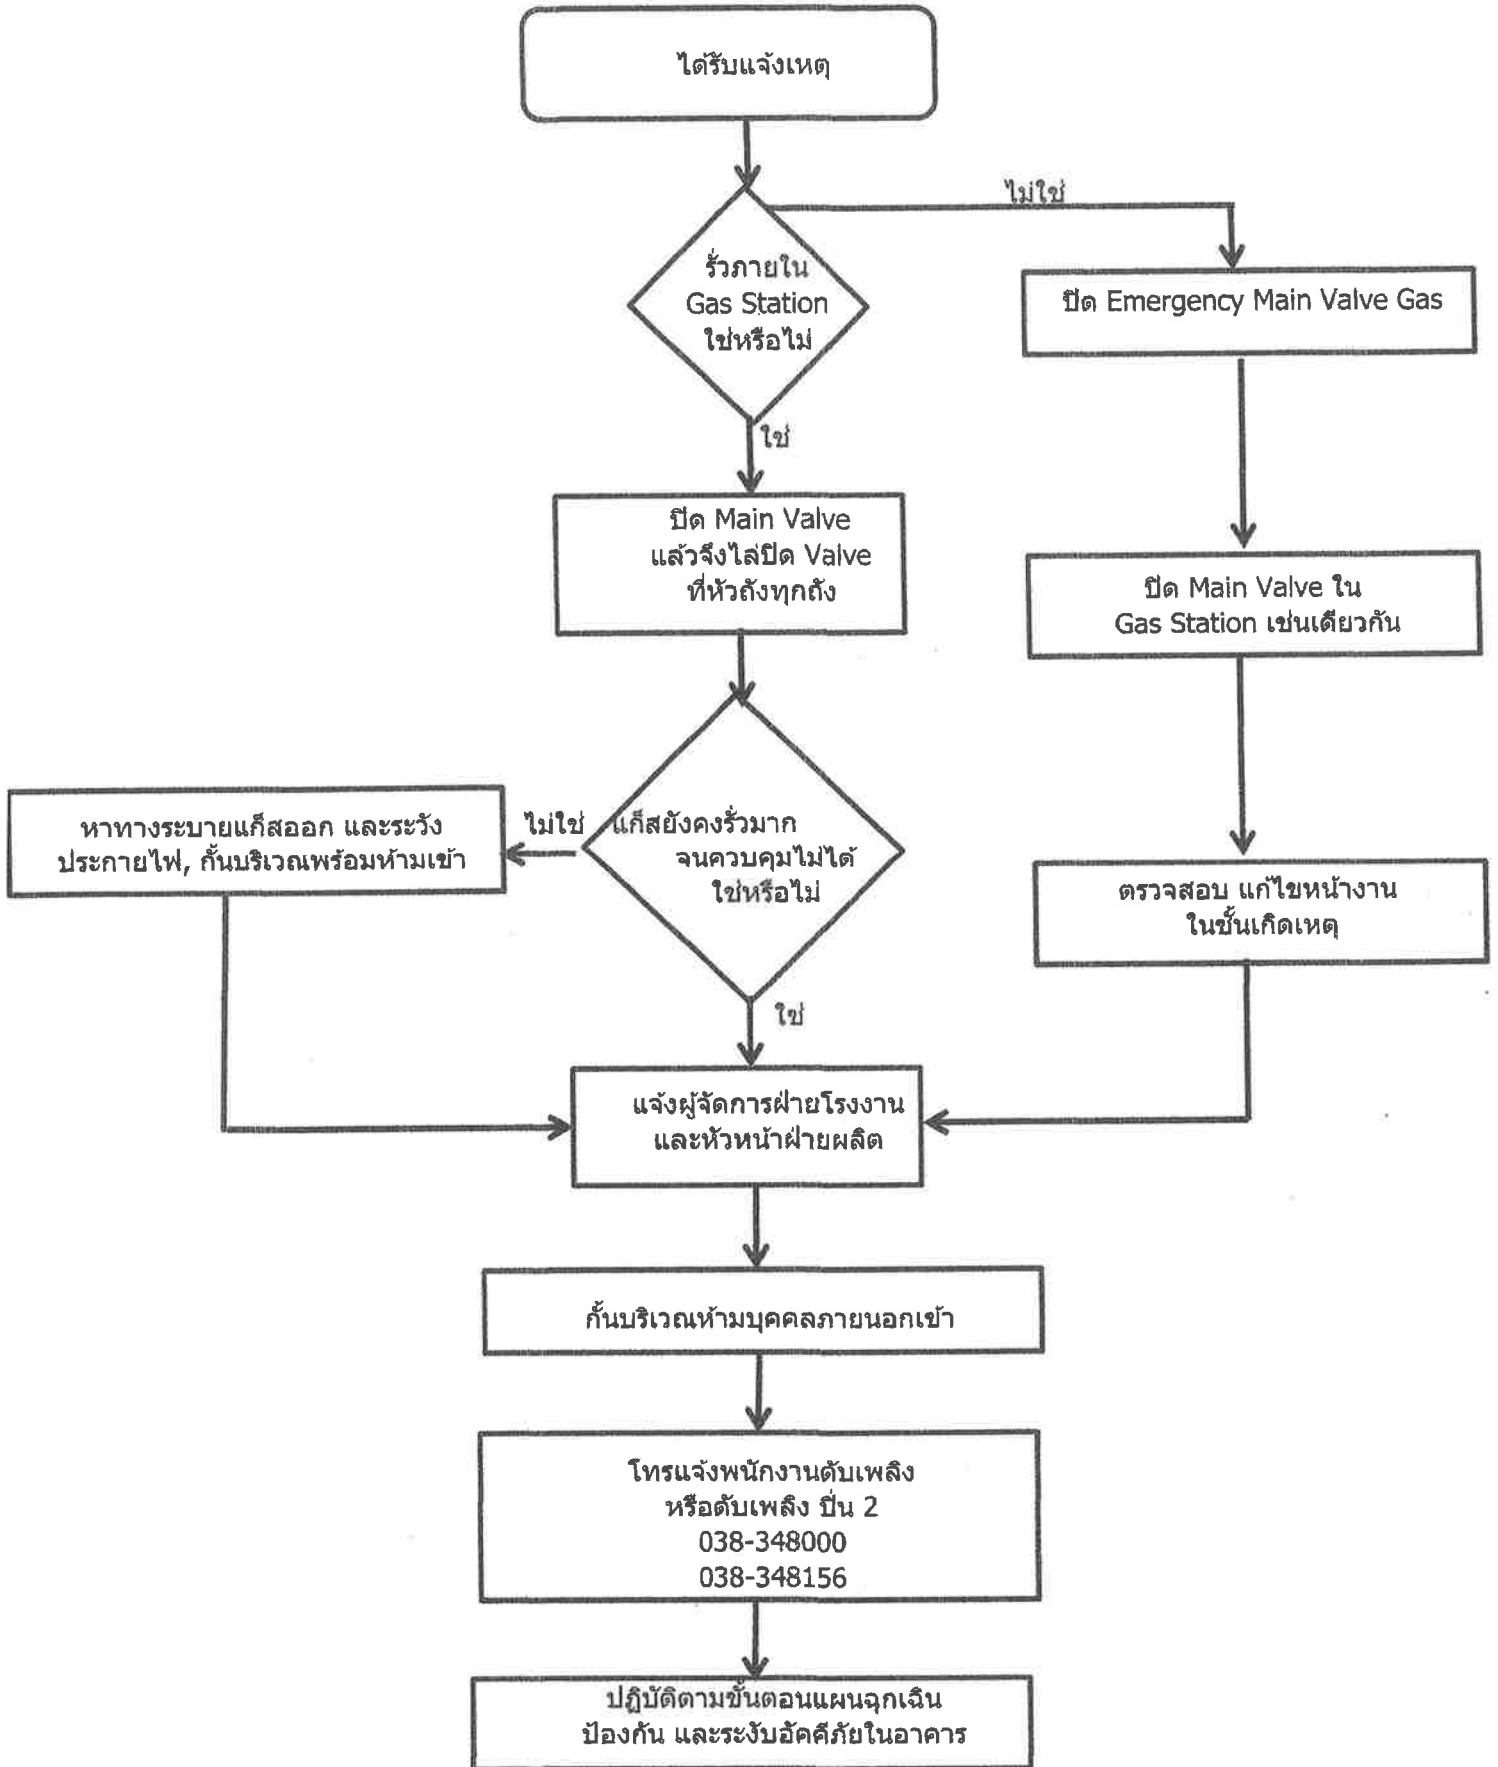 ได้รับแจ้งเหตุ
ไม่ใช่
รั่วภายใน
Gas Station
ใช่หรือไม่
ปิด Emergency Main Valve Gas
ใช่
ปิด Main Valve
แล้วจึงไล่ปิด Valve
ที่หัวถังทุกถัง
ปิด Main Valve ใน
Gas Station เช่นเดียวกัน
หาทางระบายแก็สออก และระวัง
ประกายไฟ, กั้นบริเวณพร้อมห้ามเข้า
ไม่ใช่
แก็สยังคงรั่วมาก
จนควบคุมไม่ได้
ใช่หรือไม่
ตรวจสอบ แก้ไขหน้างาน
ในชั้นเกิดเหตุ
ใช่
แจ้งผู้จัดการฝ่ายโรงงาน
และหัวหน้าฝ่ายผลิต
กั้นบริเวณห้ามบุคคลภายนอกเข้า
โทรแจ้งพนักงานดับเพลิง
หรือดับเพลิง ปิ่น 2
038-348000
038-348156
ปฏิบัติตามขั้นตอนแผนฉุกเฉิน
ป้องกัน และระงับอัคคีภัยในอาคาร